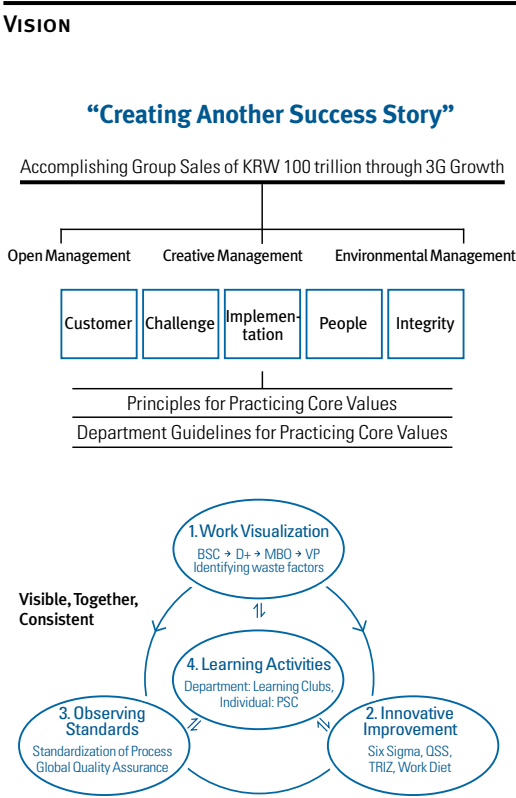 VISION
“Creating Another Success Story”
Accomplishing Group Sales of KRW 100 trillion through 3G Growth
Open Management
Creative Management
Environmental Management
Customer
Challenge
Implemen-
tation
People
Integrity
Principles for Practicing Core Values
Department Guidelines for Practicing Core Values
1. Work Visualization
BSC → D+ → MBO → VP
Identifying waste factors
Visible, Together,
Consistent
4. Learning Activities
Department: Learning Clubs,
Individual: PSC
3. Observing
Standards
Standardization of Process
Global Quality Assurance
2. Innovative
Improvement
Six Sigma, QSS,
TRIZ, Work Diet